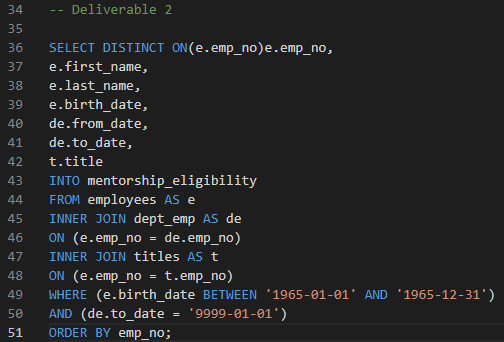 34 -- Deliverable 2
35
36 SELECT DISTINCT ON(e.emp_no)e.emp_no,
37 e.first_name,
38 e.last_name,
39 e.birth_date,
40 de.from_date,
41 de.to_date,
42 t.title
43 INTO mentorship_eligibility
44 FROM employees AS e
45 INNER JOIN dept_emp AS de
46 ON (e.emp_no = de.emp_no)
47 INNER JOIN titles AS t
48 ON (e.emp_no = t.emp_no)
49 WHERE (e.birth_date BETWEEN '1965-01-01' AND '1965-12-31')
50 AND (de.to_date = '9999-01-01')
51 ORDER BY emp_no;